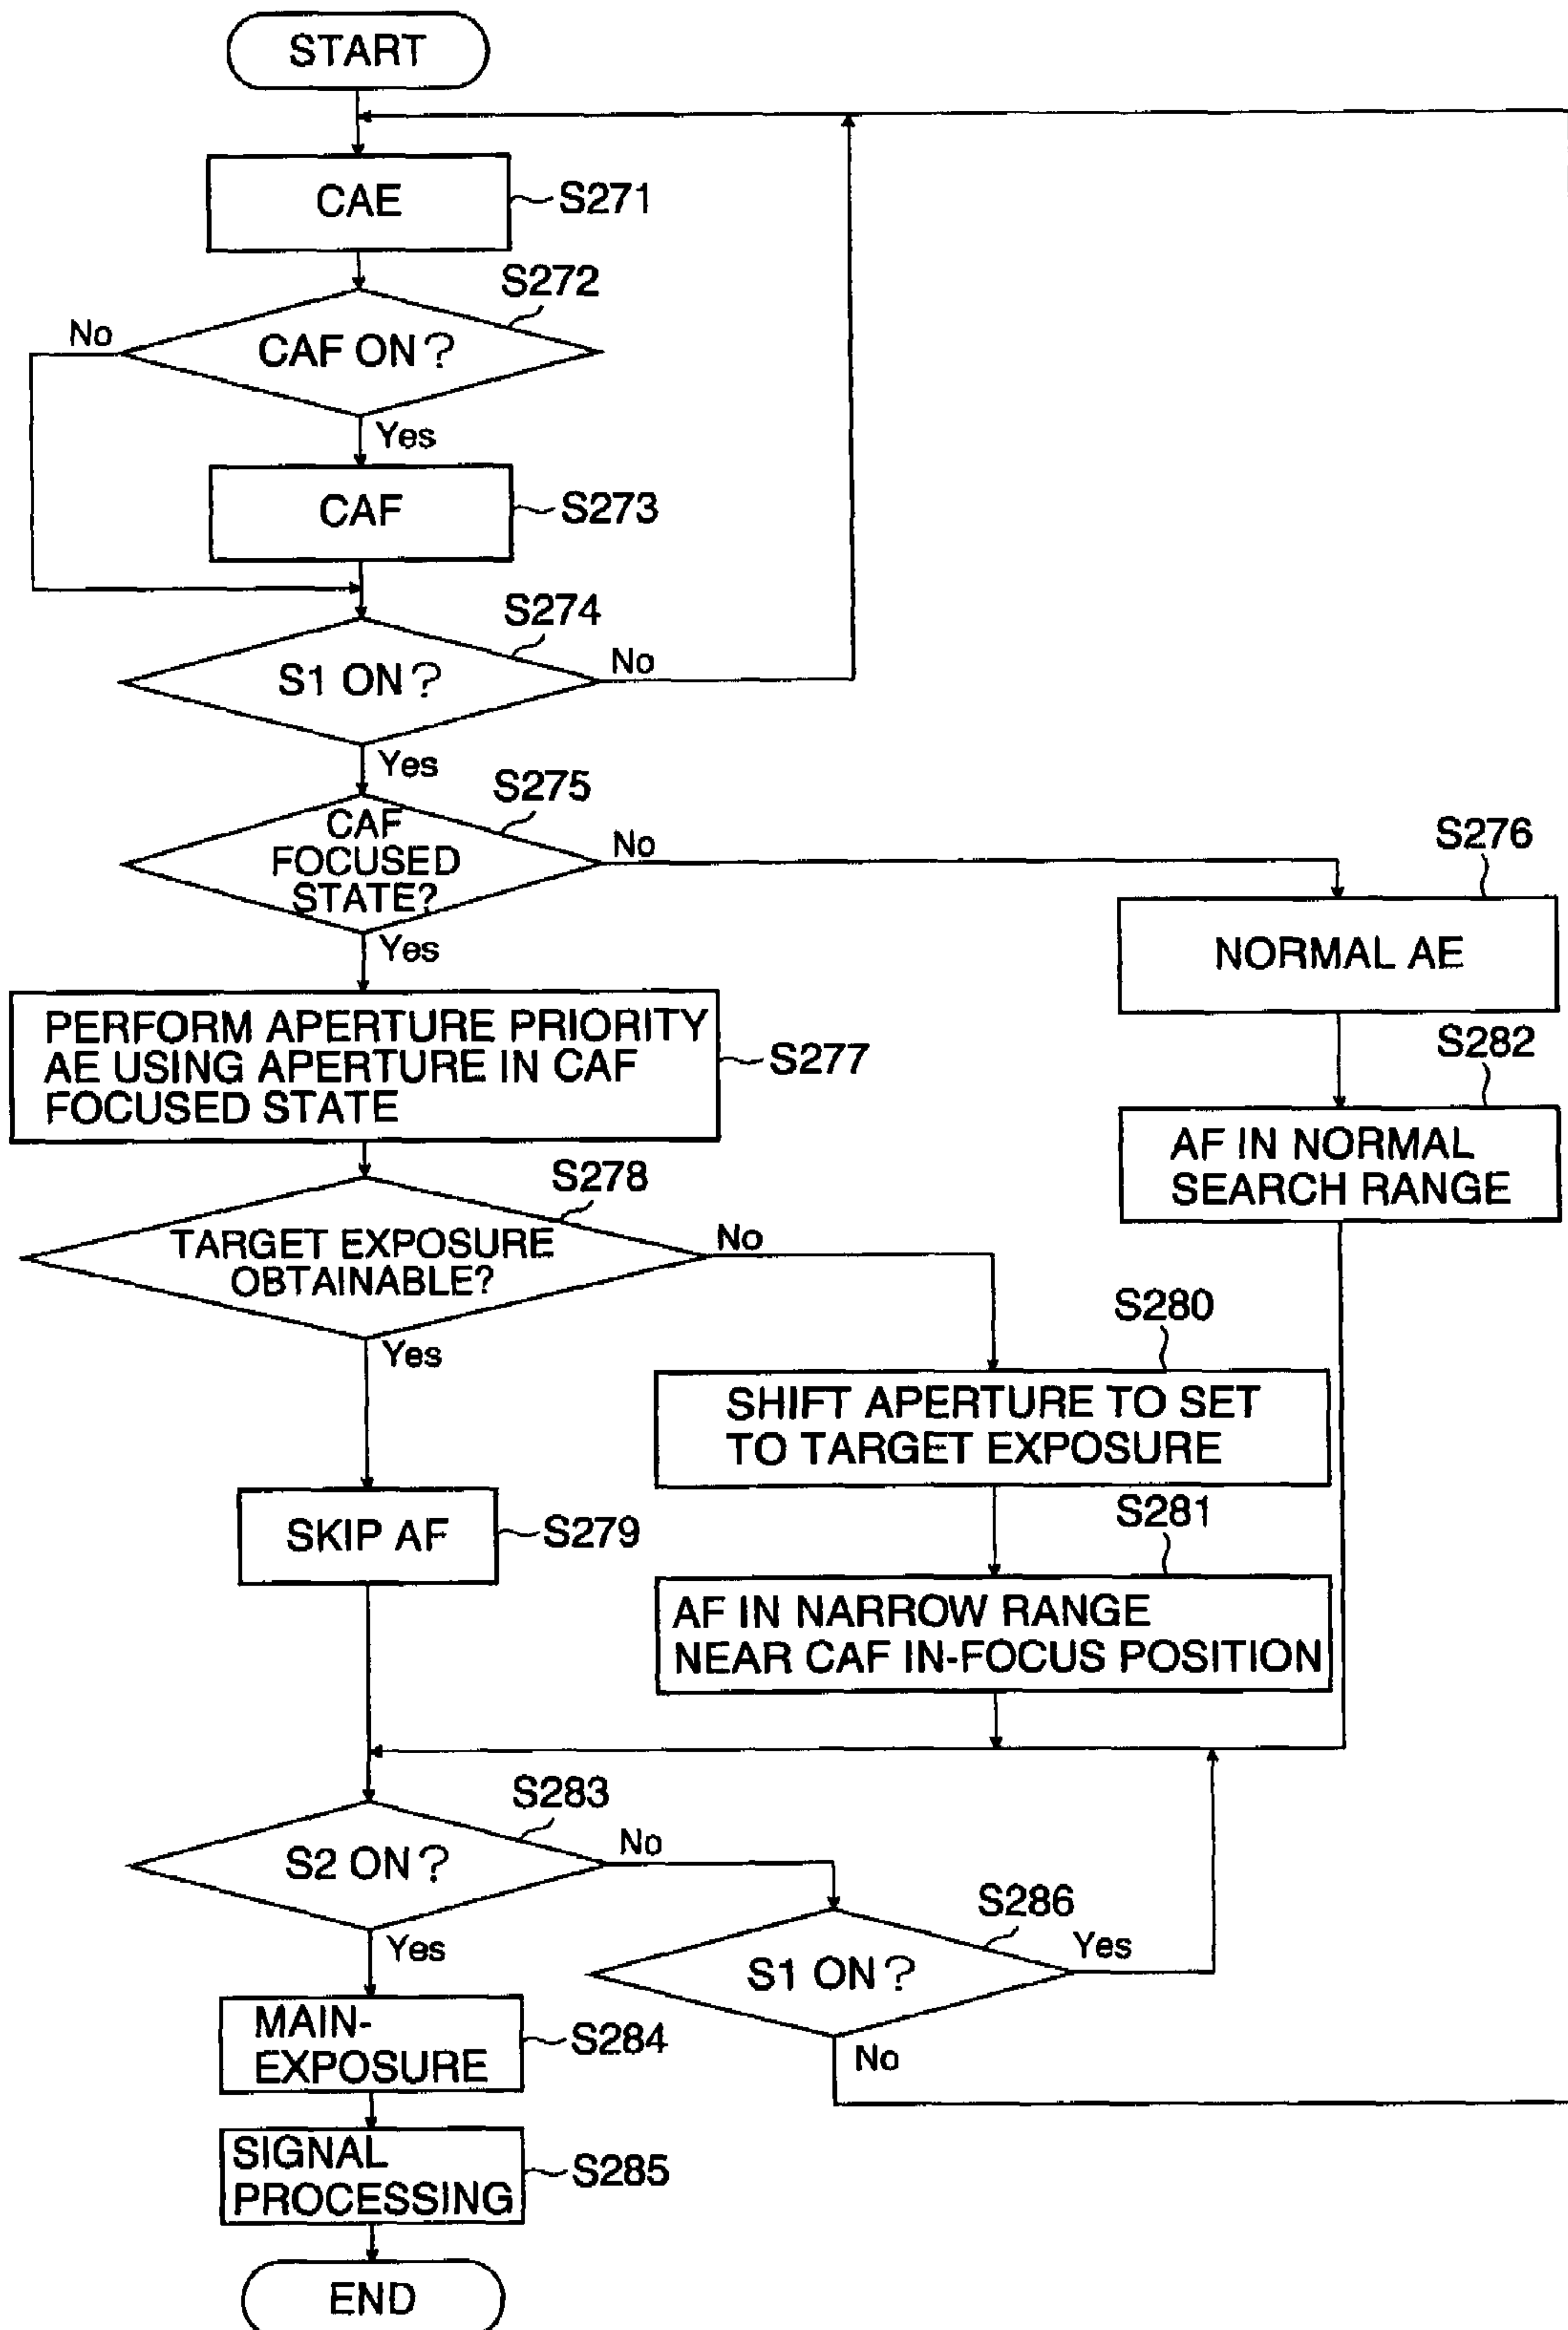 START
CAE
S271
S272
CAF ON?
No
Yes
CAF
S273
S274
S1 ON?
No
Yes
S275
CAF
FOCUSED
STATE?
No
Yes
S276
NORMAL AE
S282
AF IN NORMAL
SEARCH RANGE
PERFORM APERTURE PRIORITY
AE USING APERTURE IN CAF
FOCUSED STATE
S277
S278
TARGET EXPOSURE
OBTAINABLE?
No
Yes
S280
SHIFT APERTURE TO SET
TO TARGET EXPOSURE
SKIP AF
S279
S281
AF IN NARROW RANGE
NEAR CAF IN-FOCUS POSITION
S283
S2 ON?
No
Yes
S286
S1 ON?
Yes
No
MAIN-
EXPOSURE
S284
SIGNAL
PROCESSING
S285
END